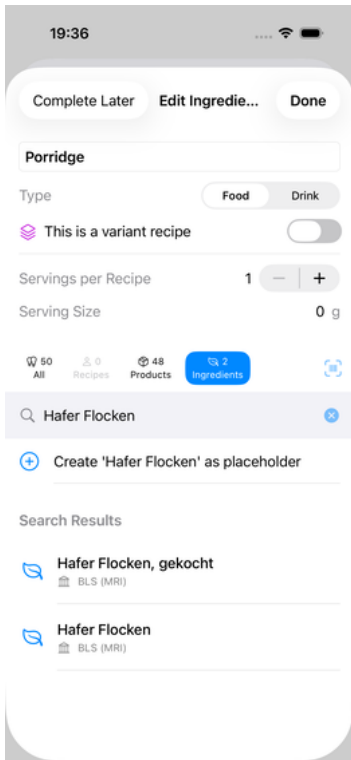 19:36
Complete Later Edit Ingredie... Done
Porridge
Type Food Drink
This is a variant recipe
Servings per Recipe 1 − +
Serving Size 0 g
50 0 48 2
All Recipes Products Ingredients
Hafer Flocken
Create 'Hafer Flocken' as placeholder
Search Results
Hafer Flocken, gekocht
BLS (MRI)
Hafer Flocken
BLS (MRI)